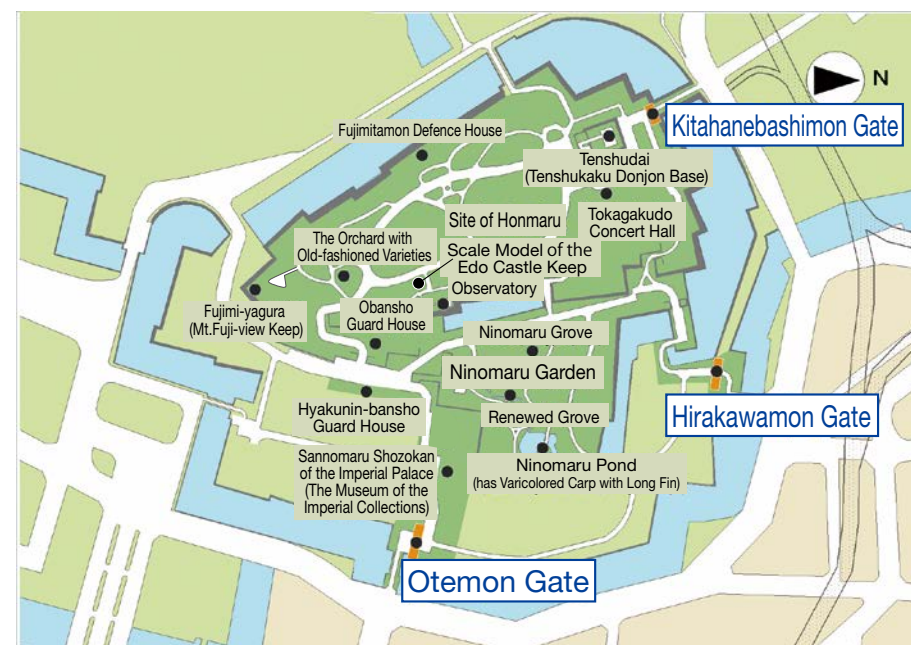 N
Kitahanebashimon Gate
Fujimitamon Defence House
Tenshudai
(Tenshukaku Donjon Base)
Site of Honmaru
Tokagakudo
Concert Hall
The Orchard with
Old-fashioned Varieties
Scale Model of the
Edo Castle Keep
Observatory
Fujimi-yagura
(Mt.Fuji-view Keep)
Obansho
Guard House
Ninomaru Grove
Ninomaru Garden
Hyakunin-bansho
Guard House
Renewed Grove
Hirakawamon Gate
Sannomaru Shozokan
of the Imperial Palace
(The Museum of the
Imperial Collections)
Ninomaru Pond
(has Varicolored Carp with Long Fin)
Otemon Gate